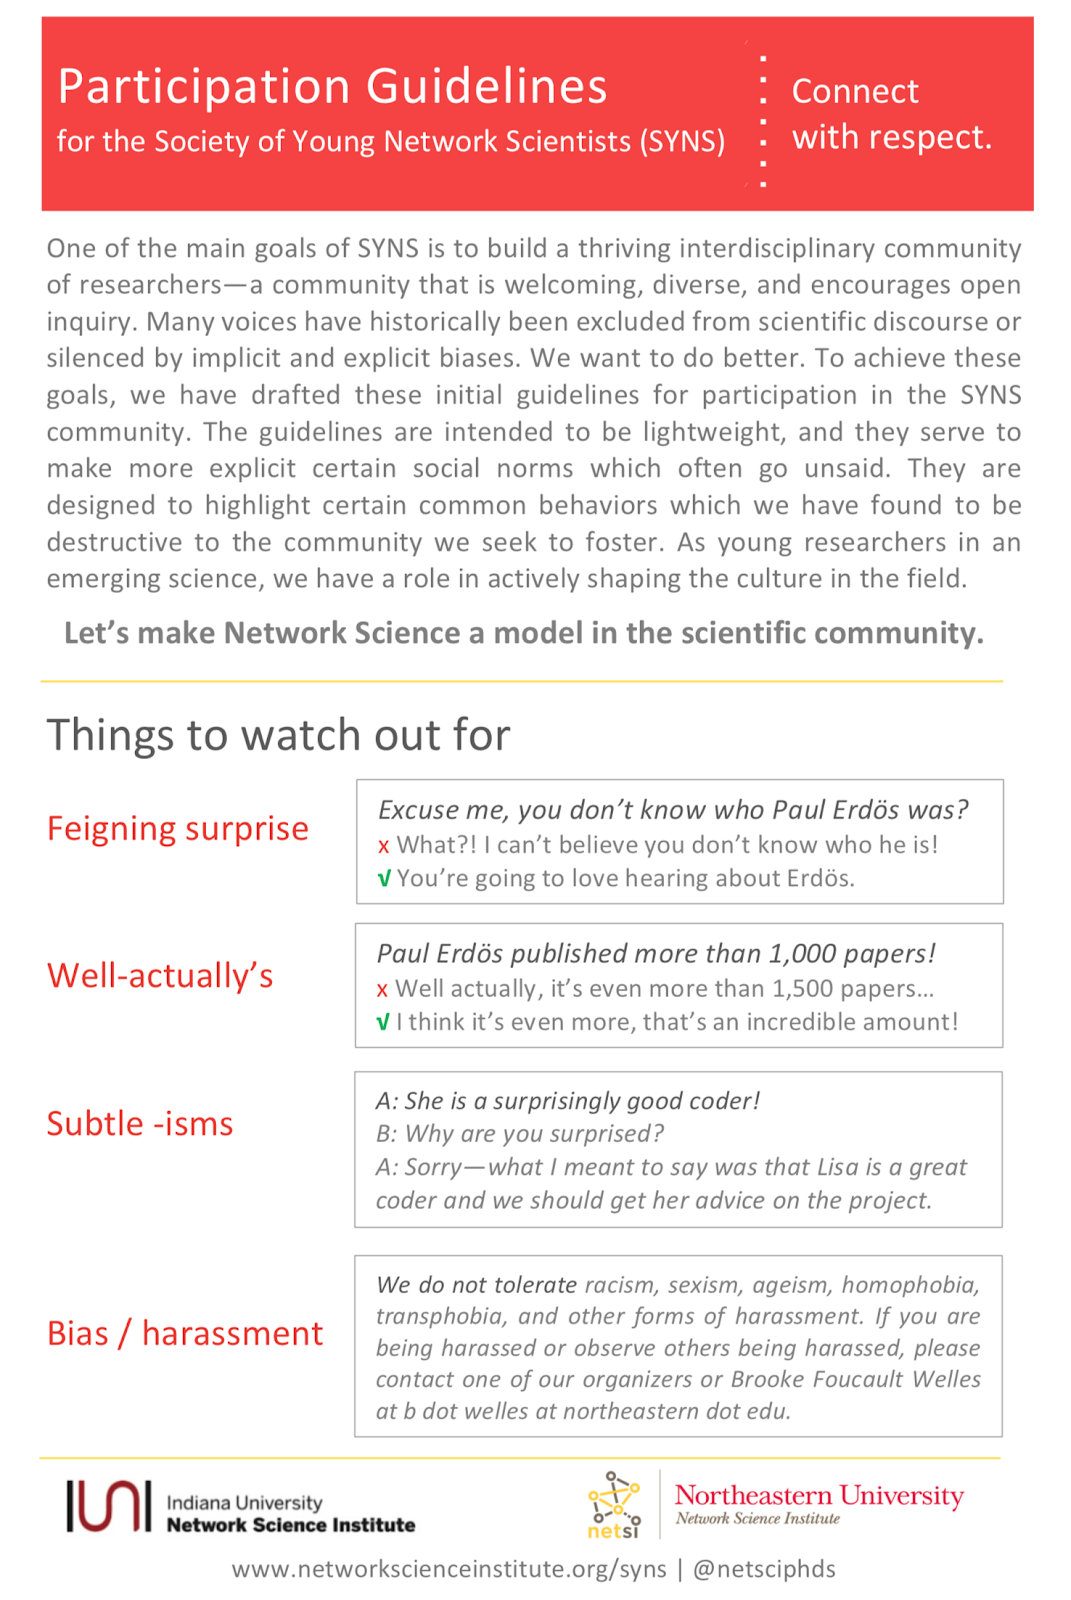 Participation Guidelines
for the Society of Young Network Scientists (SYNS)
Connect
with respect.
One of the main goals of SYNS is to build a thriving interdisciplinary community
of researchers—a community that is welcoming, diverse, and encourages open
inquiry. Many voices have historically been excluded from scientific discourse or
silenced by implicit and explicit biases. We want to do better. To achieve these
goals, we have drafted these initial guidelines for participation in the SYNS
community. The guidelines are intended to be lightweight, and they serve to
make more explicit certain social norms which often go unsaid. They are
designed to highlight certain common behaviors which we have found to be
destructive to the community we seek to foster. As young researchers in an
emerging science, we have a role in actively shaping the culture in the field.
Let’s make Network Science a model in the scientific community.
Things to watch out for
Feigning surprise
Excuse me, you don’t know who Paul Erdös was?
x What?! I can’t believe you don’t know who he is!
√ You’re going to love hearing about Erdös.
Well-actually’s
Paul Erdös published more than 1,000 papers!
x Well actually, it’s even more than 1,500 papers…
√ I think it’s even more, that’s an incredible amount!
Subtle -isms
A: She is a surprisingly good coder!
B: Why are you surprised?
A: Sorry—what I meant to say was that Lisa is a great
coder and we should get her advice on the project.
Bias / harassment
We do not tolerate racism, sexism, ageism, homophobia,
transphobia, and other forms of harassment. If you are
being harassed or observe others being harassed, please
contact one of our organizers or Brooke Foucault Welles
at b dot welles at northeastern dot edu.
IUNI
Indiana University
Network Science Institute
netsi
Northeastern University
Network Science Institute
www.networkscienceinstitute.org/syns | @netsciphds